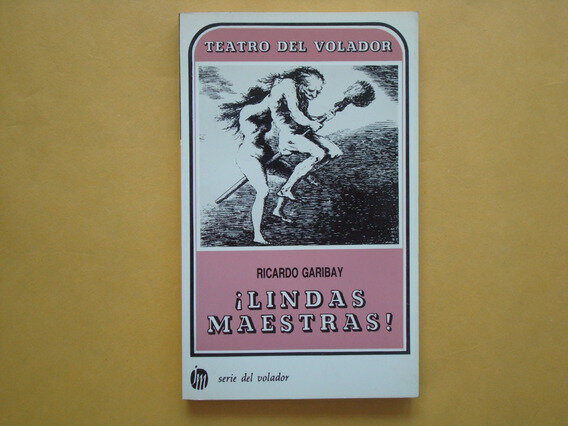 TEATRO DEL VOLADOR
RICARDO GARIBAY
¡LINDAS
MAESTRAS!
jm serie del volador